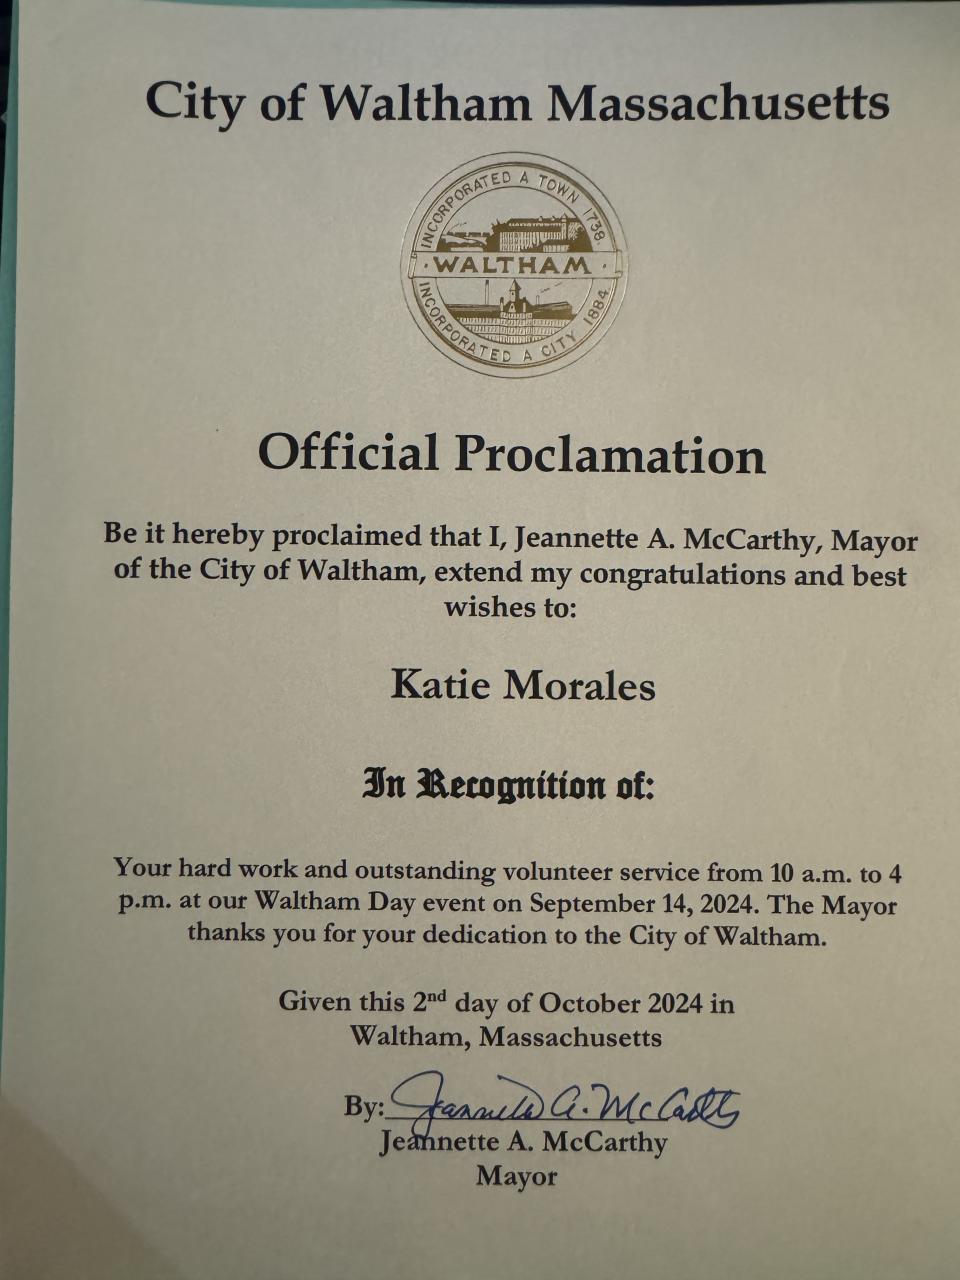 City of Waltham Massachusetts
INCORPORATED A TOWN 1738.
· WALTHAM ·
INCORPORATED A CITY 1884
Official Proclamation
Be it hereby proclaimed that I, Jeannette A. McCarthy, Mayor
of the City of Waltham, extend my congratulations and best
wishes to:
Katie Morales
In Recognition of:
Your hard work and outstanding volunteer service from 10 a.m. to 4
p.m. at our Waltham Day event on September 14, 2024. The Mayor
thanks you for your dedication to the City of Waltham.
Given this 2nd day of October 2024 in
Waltham, Massachusetts
By: Jeannette A. McCarthy
Jeannette A. McCarthy
Mayor